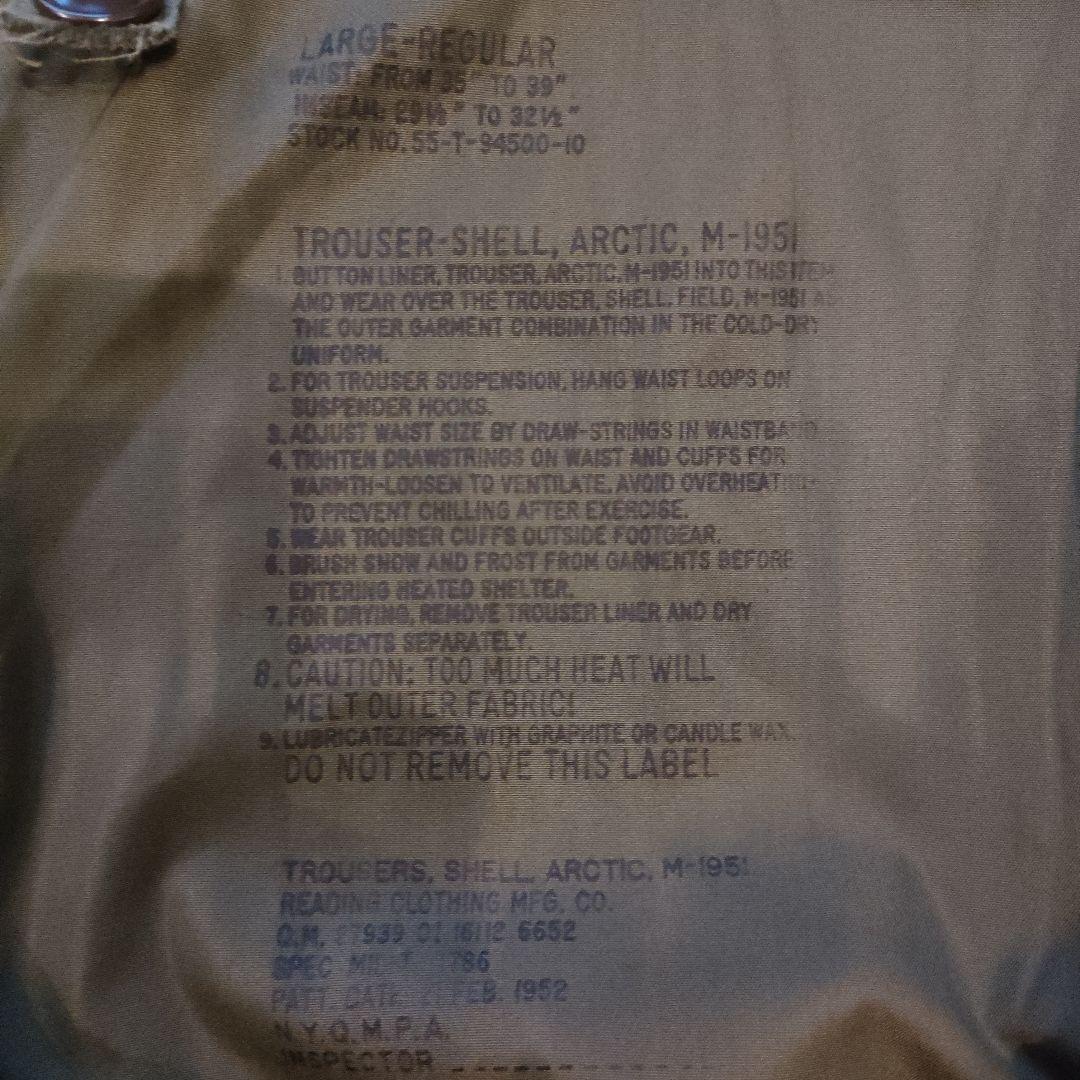 LARGE-REGULAR
WAIST: FROM 35" TO 39"
INSEAM: 29½" TO 32½"
STOCK NO. 55-T-94500-10
TROUSER-SHELL, ARCTIC, M-1951
1. BUTTON LINER, TROUSER, ARCTIC, M-1951 INTO THIS ITEM
AND WEAR OVER THE TROUSER, SHELL, FIELD, M-1951 AS
THE OUTER GARMENT COMBINATION IN THE COLD-DRY
UNIFORM.
2. FOR TROUSER SUSPENSION, HANG WAIST LOOPS ON
SUSPENDER HOOKS.
3. ADJUST WAIST SIZE BY DRAW-STRINGS IN WAISTBAND
4. TIGHTEN DRAWSTRINGS ON WAIST AND CUFFS FOR
WARMTH-LOOSEN TO VENTILATE. AVOID OVERHEATING
TO PREVENT CHILLING AFTER EXERCISE.
5. WEAR TROUSER CUFFS OUTSIDE FOOTGEAR.
6. BRUSH SNOW AND FROST FROM GARMENTS BEFORE
ENTERING HEATED SHELTER.
7. FOR DRYING, REMOVE TROUSER LINER AND DRY
GARMENTS SEPARATELY.
8. CAUTION: TOO MUCH HEAT WILL
MELT OUTER FABRIC!
9. LUBRICATEZIPPER WITH GRAPHITE OR CANDLE WAX.
DO NOT REMOVE THIS LABEL
TROUSERS, SHELL, ARCTIC, M-1951
READING CLOTHING MFG. CO.
Q.M. 6652
SPEC
PATT. DATE FEB. 1952
N.Y.Q.M.P.A.
INSPECTOR